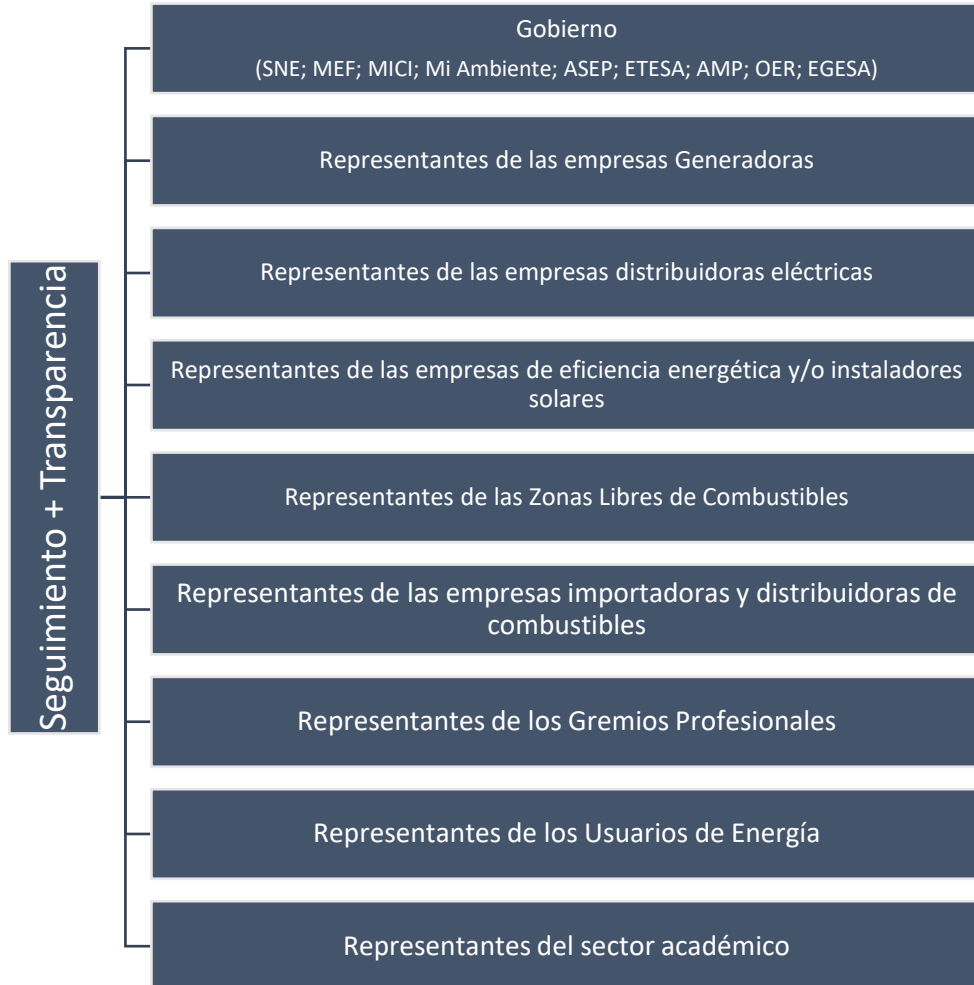 Gobierno
(SNE; MEF; MICI; Mi Ambiente; ASEP; ETESA; AMP; OER; EGESA)
Representantes de las empresas Generadoras
Representantes de las empresas distribuidoras eléctricas
Representantes de las empresas de eficiencia energética y/o instaladores
solares
Seguimiento + Transparencia
Representantes de las Zonas Libres de Combustibles
Representantes de las empresas importadoras y distribuidoras de
combustibles
Representantes de los Gremios Profesionales
Representantes de los Usuarios de Energía
Representantes del sector académico